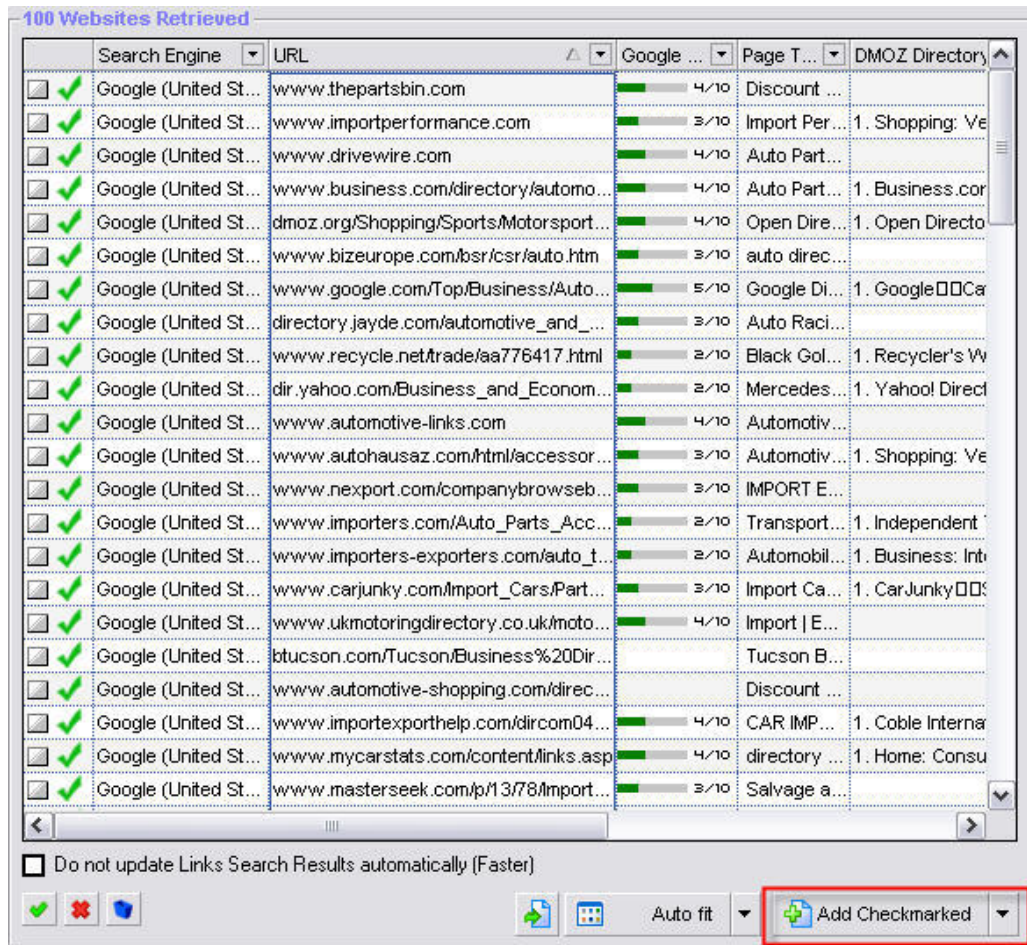 100 Websites Retrieved
Search Engine URL Google ... Page T... DMOZ Directory
Google (United St... www.thepartsbin.com 4/10 Discount ...
Google (United St... www.importperformance.com 3/10 Import Per... 1. Shopping: Ve
Google (United St... www.drivewire.com 4/10 Auto Part...
Google (United St... www.business.com/directory/automo... 4/10 Auto Part... 1. Business.com
Google (United St... dmoz.org/Shopping/Sports/Motorsport... 4/10 Open Dire... 1. Open Directo
Google (United St... www.bizeurope.com/bsr/csr/auto.htm 3/10 auto direc...
Google (United St... www.google.com/Top/Business/Auto... 5/10 Google Di... 1. Google□□Ca
Google (United St... directory.jayde.com/automotive_and_... 3/10 Auto Raci...
Google (United St... www.recycle.net/trade/aa776417.html 2/10 Black Gol... 1. Recycler's W
Google (United St... dir.yahoo.com/Business_and_Econom... 2/10 Mercedes... 1. Yahoo! Direct
Google (United St... www.automotive-links.com 4/10 Automotiv...
Google (United St... www.autohausaz.com/html/accessor... 3/10 Automotiv... 1. Shopping: Ve
Google (United St... www.nexport.com/companybrowseb... 3/10 IMPORT E...
Google (United St... www.importers.com/Auto_Parts_Acc... 2/10 Transport... 1. Independent
Google (United St... www.importers-exporters.com/auto_t... 2/10 Automobil... 1. Business: Int
Google (United St... www.carjunky.com/Import_Cars/Part... 3/10 Import Ca... 1. CarJunky□□S
Google (United St... www.ukmotoringdirectory.co.uk/moto... 4/10 Import | E...
Google (United St... btucson.com/Tucson/Business%20Dir... Tucson B...
Google (United St... www.automotive-shopping.com/direc... Discount ...
Google (United St... www.importexporthelp.com/dircom04... 4/10 CAR IMP... 1. Coble Interna
Google (United St... www.mycarstats.com/content/links.asp 4/10 directory ... 1. Home: Consu
Google (United St... www.masterseek.com/p/13/78/Import... 3/10 Salvage a...
Do not update Links Search Results automatically (Faster)
Auto fit Add Checkmarked